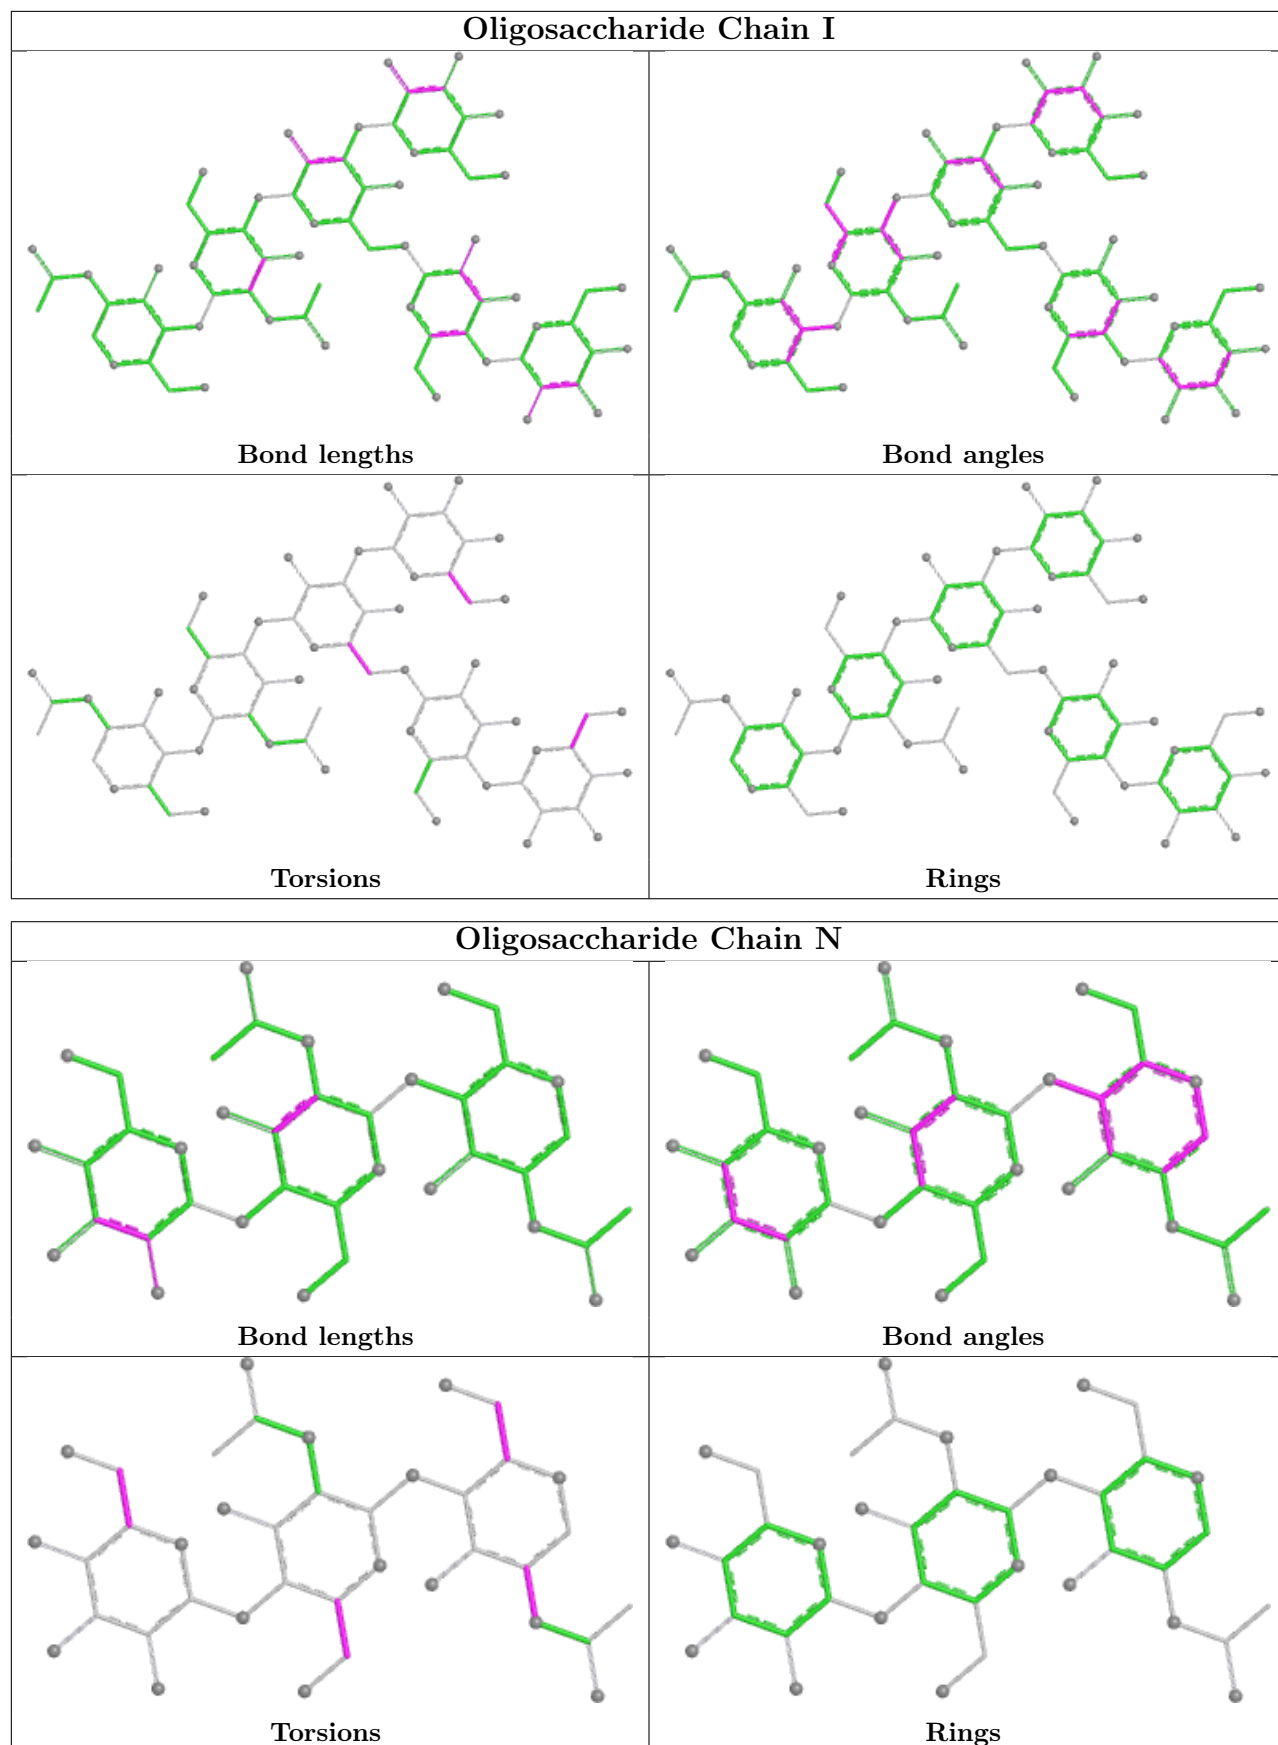 Oligosaccharide Chain I
Bond lengths
Bond angles
Torsions
Rings
Oligosaccharide Chain N
Bond lengths
Bond angles
Torsions
Rings